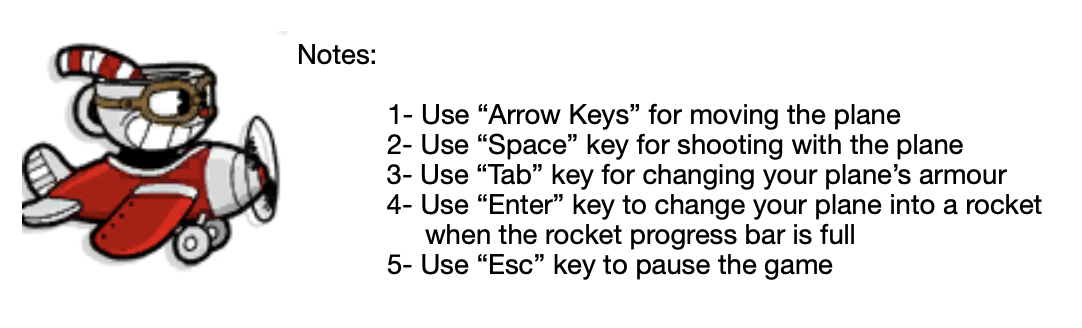 Notes:
1- Use “Arrow Keys” for moving the plane
2- Use “Space” key for shooting with the plane
3- Use “Tab” key for changing your plane’s armour
4- Use “Enter” key to change your plane into a rocket
when the rocket progress bar is full
5- Use “Esc” key to pause the game